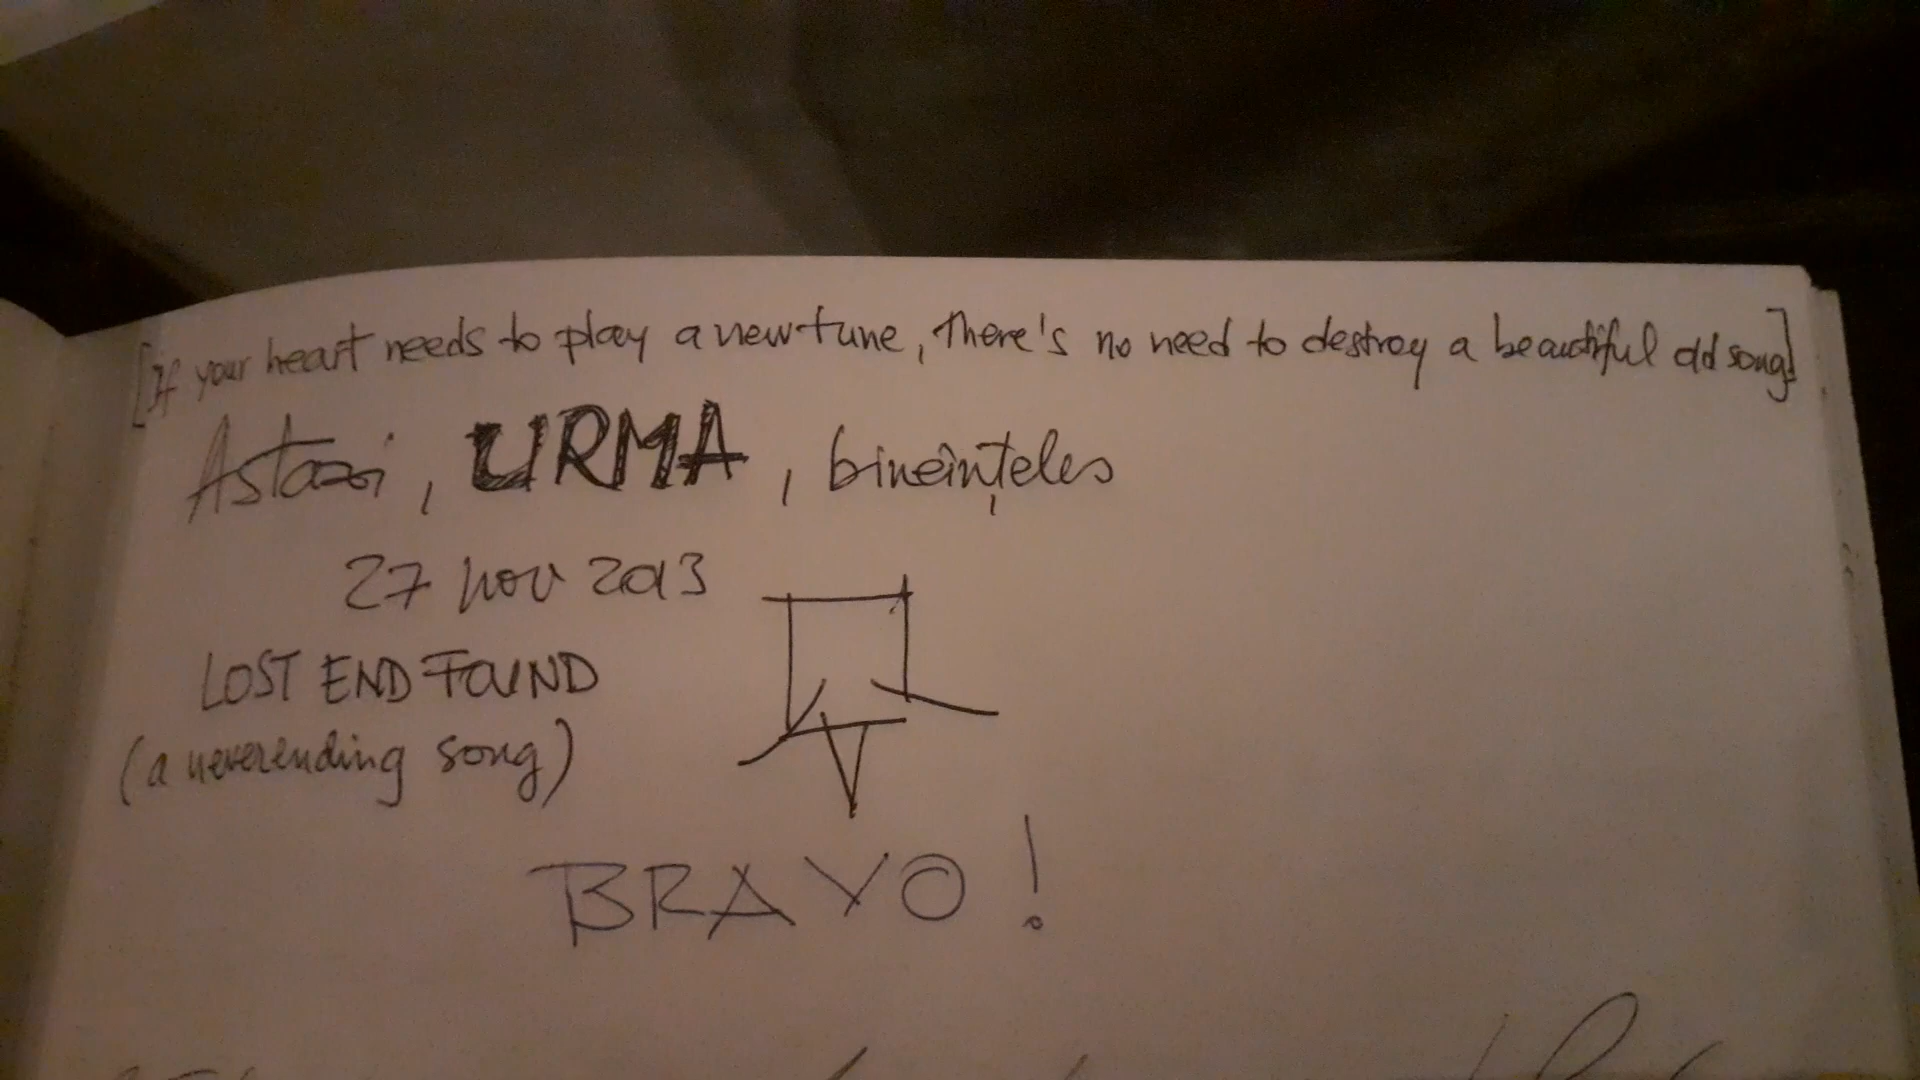 [If your heart needs to play a new tune, there's no need to destroy a beautiful old song]
Astazi, URMA, bineînțeles
27 nov 2013
LOST END FOUND
(a neverending song)
BRAVO!